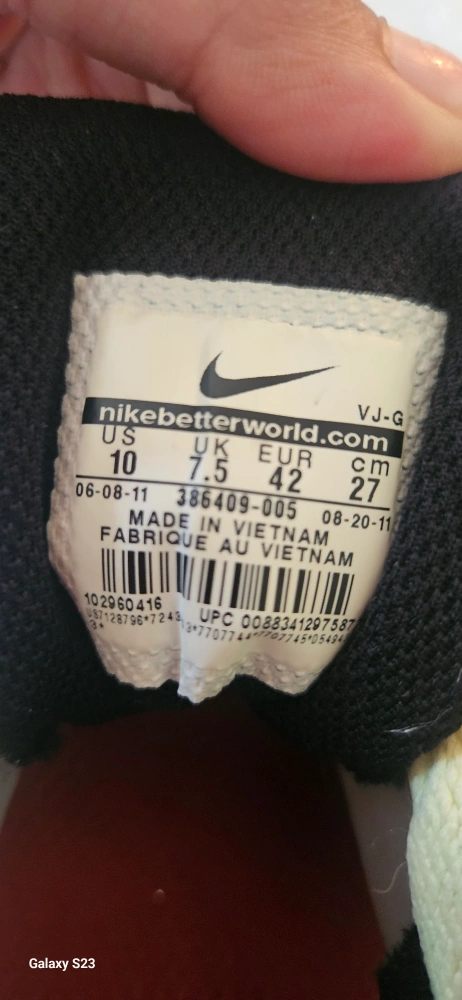 VJ-G
nikebetterworld.com
US UK EUR cm
10 7.5 42 27
06-08-11 386409-005 08-20-11
MADE IN VIETNAM
FABRIQUE AU VIETNAM
102960416 UPC 0088341297587
3*
Galaxy S23